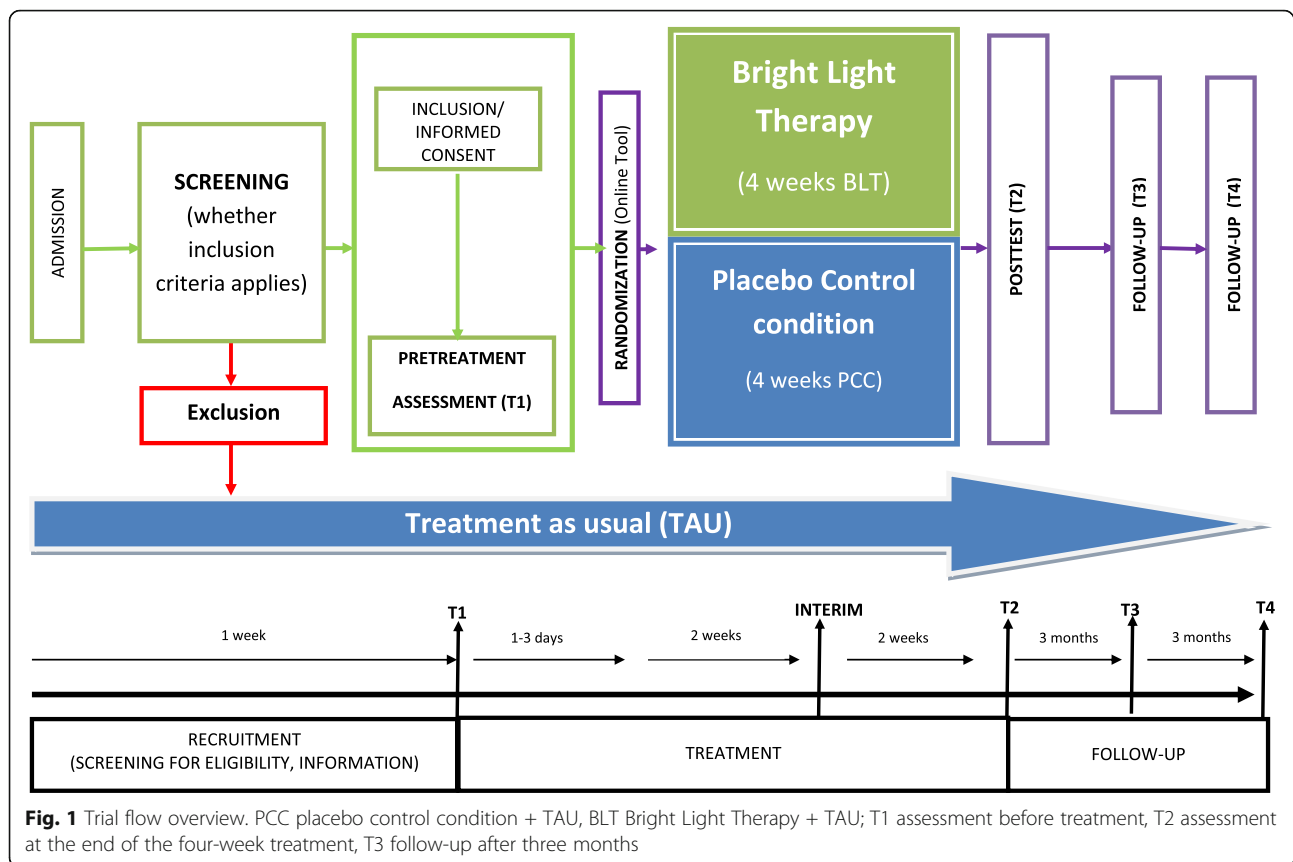 ADMISSION
SCREENING
(whether
inclusion
criteria applies)
Exclusion
INCLUSION/
INFORMED
CONSENT
PRETREATMENT
ASSESSMENT (T1)
RANDOMIZATION (Online Tool)
Bright Light
Therapy
(4 weeks BLT)
Placebo Control
condition
(4 weeks PCC)
POSTTEST (T2)
FOLLOW-UP (T3)
FOLLOW-UP (T4)
Treatment as usual (TAU)
T1
INTERIM
T2
T3
T4
1 week
1-3 days
2 weeks
2 weeks
3 months
3 months
RECRUITMENT
(SCREENING FOR ELIGIBILITY, INFORMATION)
TREATMENT
FOLLOW-UP
Fig. 1 Trial flow overview. PCC placebo control condition + TAU, BLT Bright Light Therapy + TAU; T1 assessment before treatment, T2 assessment
at the end of the four-week treatment, T3 follow-up after three months